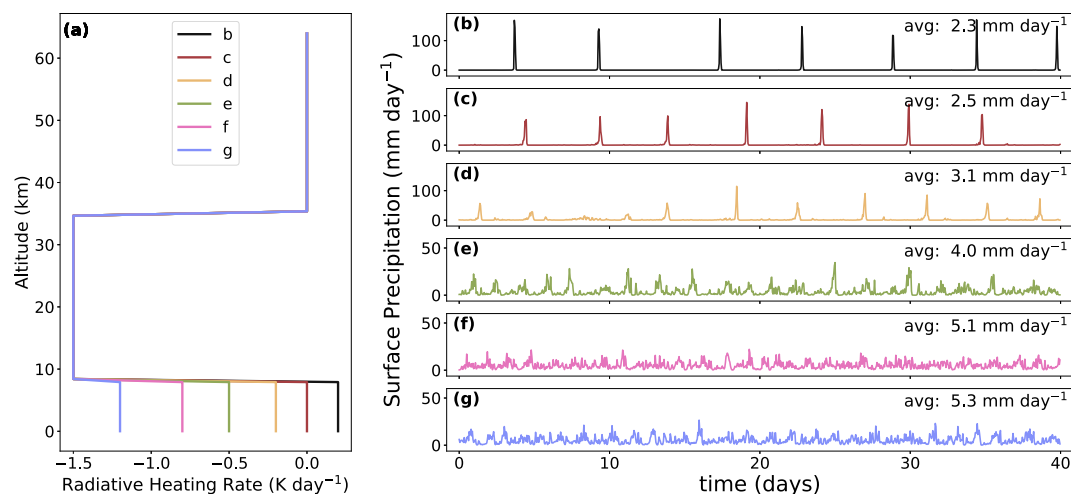 (a)
b
c
d
e
f
g
60
50
40
30
20
10
0
Altitude (km)
−1.5 −1.0 −0.5 0.0
Radiative Heating Rate (K day⁻¹)
Surface Precipitation (mm day⁻¹)
(b) avg: 2.3 mm day⁻¹
100
0
(c) avg: 2.5 mm day⁻¹
100
0
(d) avg: 3.1 mm day⁻¹
100
0
(e) avg: 4.0 mm day⁻¹
50
0
(f) avg: 5.1 mm day⁻¹
50
0
(g) avg: 5.3 mm day⁻¹
50
0
0 10 20 30 40
time (days)